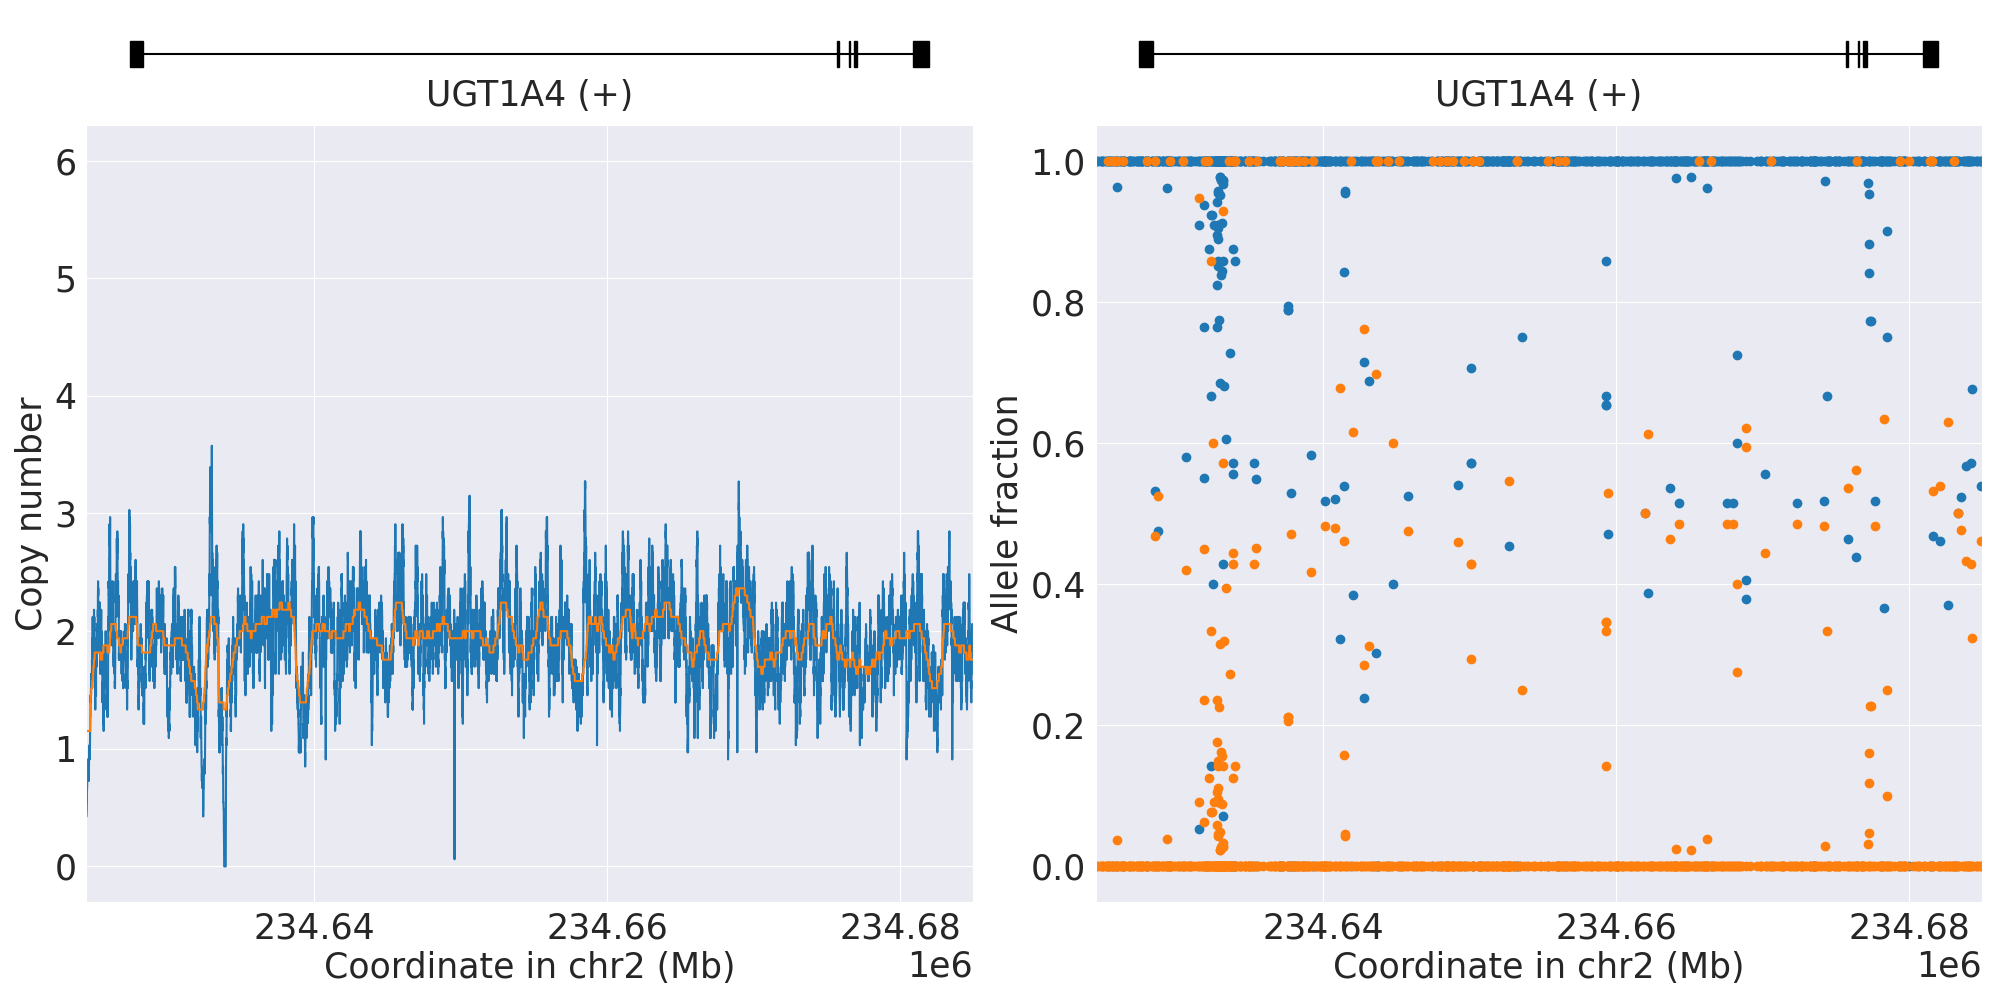 UGT1A4 (+)
6
5
4
3
2
1
0
Copy number
234.64 234.66 234.68
1e6
Coordinate in chr2 (Mb)
UGT1A4 (+)
1.0
0.8
0.6
0.4
0.2
0.0
Allele fraction
234.64 234.66 234.68
1e6
Coordinate in chr2 (Mb)